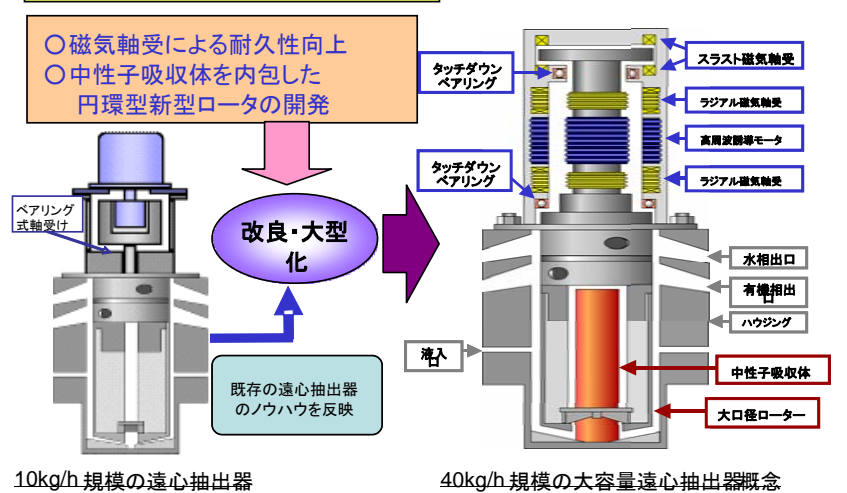 〇磁気軸受による耐久性向上
〇中性子吸収体を内包した
円環型新型ロータの開発
ベアリング
式軸受け
改良・大型
化
既存の遠心抽出器
のノウハウを反映
10kg/h 規模の遠心抽出器
タッチダウン
ベアリング
スラスト磁気軸受
ラジアル磁気軸受
高周波誘導モータ
タッチダウン
ベアリング
ラジアル磁気軸受
水相出口
有機相出
口
ハウジング
液入
口
中性子吸収体
大口径ローター
40kg/h 規模の大容量遠心抽出器概念